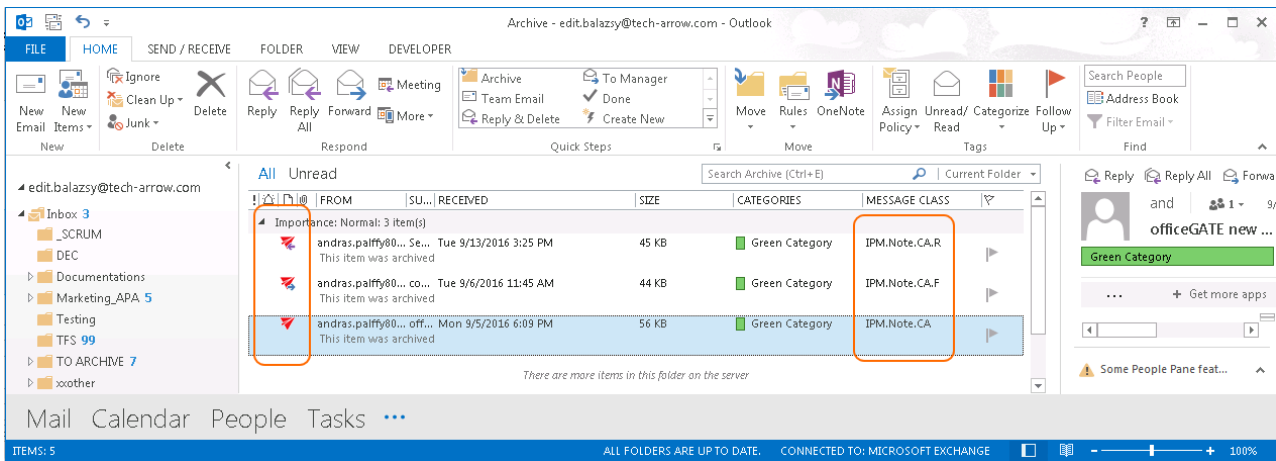 Archive - edit.balazsy@tech-arrow.com - Outlook
FILE HOME SEND / RECEIVE FOLDER VIEW DEVELOPER
New Email
New Items
Ignore
Clean Up
Junk
Delete
Reply
Reply All
Forward
Meeting
More
Archive
Team Email
Reply & Delete
To Manager
Done
Create New
Move
Rules
OneNote
Assign Policy
Unread/ Read
Categorize
Follow Up
Search People
Address Book
Filter Email
New Delete Respond Quick Steps Move Tags Find
edit.balazsy@tech-arrow.com
Inbox 3
_SCRUM
DEC
Documentations
Marketing_APA 5
Testing
TFS 99
TO ARCHIVE 7
xxother
All Unread
Search Archive (Ctrl+E) Current Folder
! FROM SU... RECEIVED SIZE CATEGORIES MESSAGE CLASS
Importance: Normal: 3 item(s)
andras.palffy80... Se... Tue 9/13/2016 3:25 PM 45 KB Green Category IPM.Note.CA.R
This item was archived
andras.palffy80... co... Tue 9/6/2016 11:45 AM 44 KB Green Category IPM.Note.CA.F
This item was archived
andras.palffy80... off... Mon 9/5/2016 6:09 PM 56 KB Green Category IPM.Note.CA
This item was archived
There are more items in this folder on the server
Reply Reply All Forwa
and 1 9/
officeGATE new ...
Green Category
... + Get more apps
Some People Pane feat...
Mail Calendar People Tasks ...
ITEMS: 5 ALL FOLDERS ARE UP TO DATE. CONNECTED TO: MICROSOFT EXCHANGE 100%